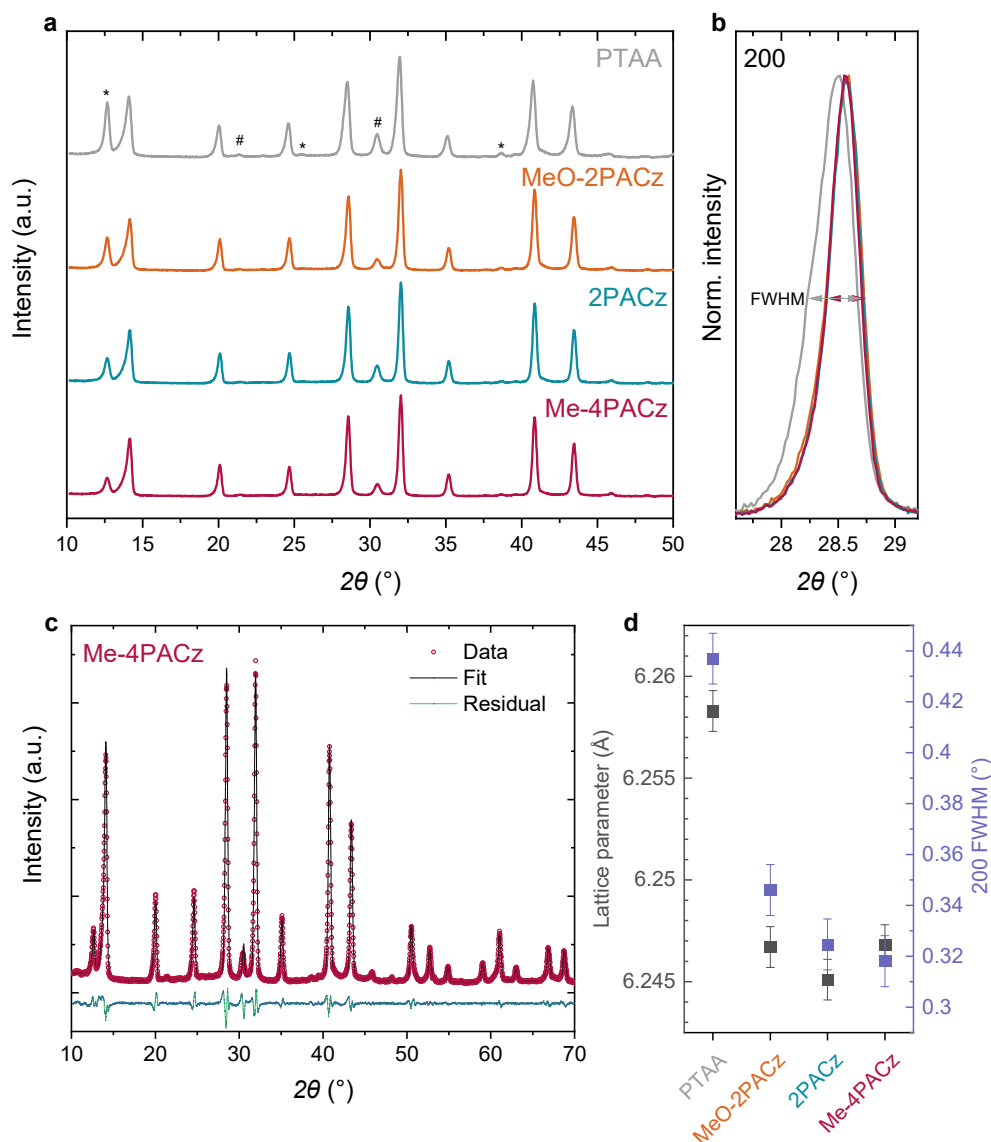 a
PTAA
*
#
*
#
*
MeO-2PACz
2PACz
Me-4PACz
Intensity (a.u.)
10 15 20 25 30 35 40 45 50
2θ (°)
b
200
FWHM
Norm. intensity
28 28.5 29
2θ (°)
c
Me-4PACz
Data
Fit
Residual
Intensity (a.u.)
10 20 30 40 50 60 70
2θ (°)
d
6.26
6.255
6.25
6.245
Lattice parameter (Å)
0.44
0.42
0.4
0.38
0.36
0.34
0.32
0.3
200 FWHM (°)
PTAA
MeO-2PACz
2PACz
Me-4PACz